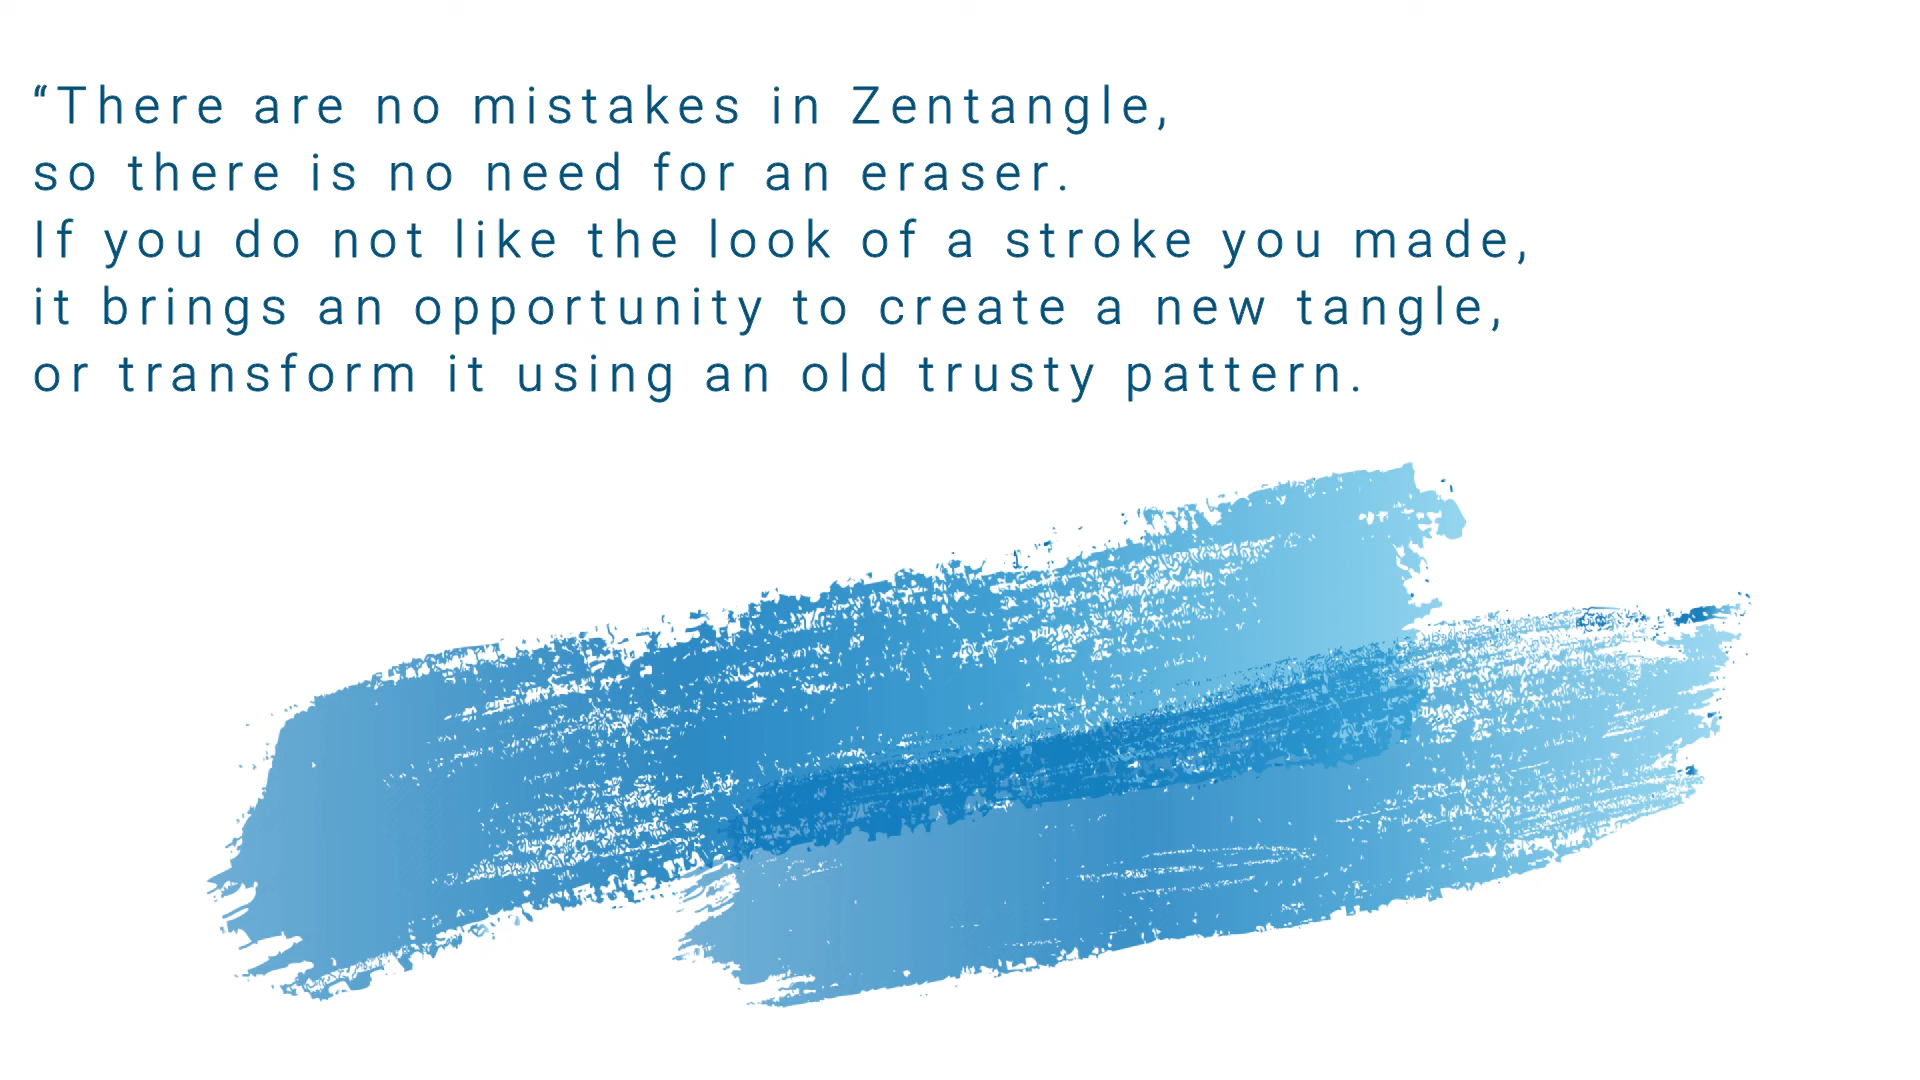 “There are no mistakes in Zentangle,
so there is no need for an eraser.
If you do not like the look of a stroke you made,
it brings an opportunity to create a new tangle,
or transform it using an old trusty pattern.